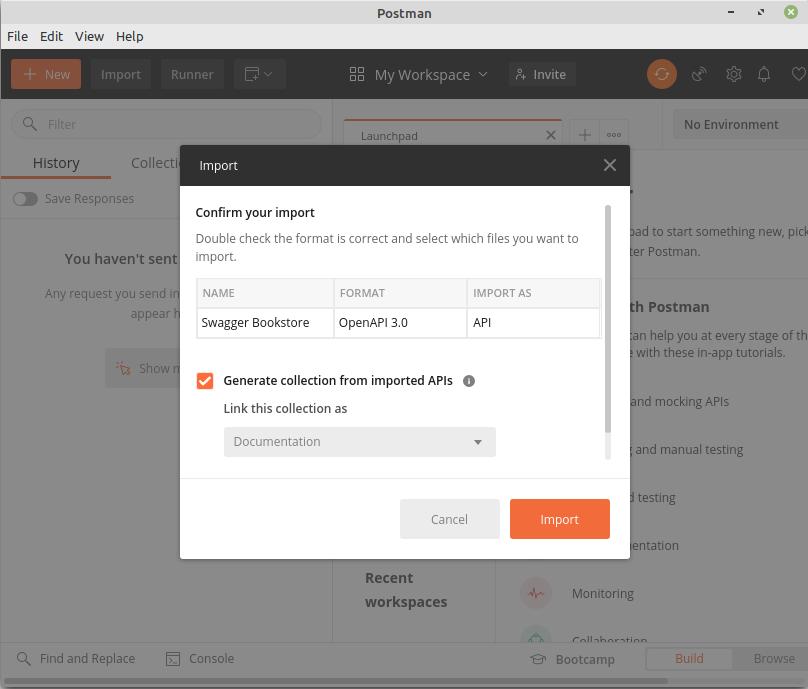 Postman
File Edit View Help
New Import Runner My Workspace Invite
Filter
Launchpad
No Environment
History
Save Responses
You haven't sent
Any request you send in
appear h
Show
pad to start something new, pick
Postman.
th Postman
can help you at every stage of th
with these in-app tutorials.
and mocking APIs
and manual testing
testing
Import
Confirm your import
Double check the format is correct and select which files you want to
import.
NAME FORMAT IMPORT AS
Swagger Bookstore OpenAPI 3.0 API
Generate collection from imported APIs
Link this collection as
Documentation
Cancel Import
Recent
workspaces
Monitoring
Collaboration
Find and Replace Console Bootcamp Build Browse